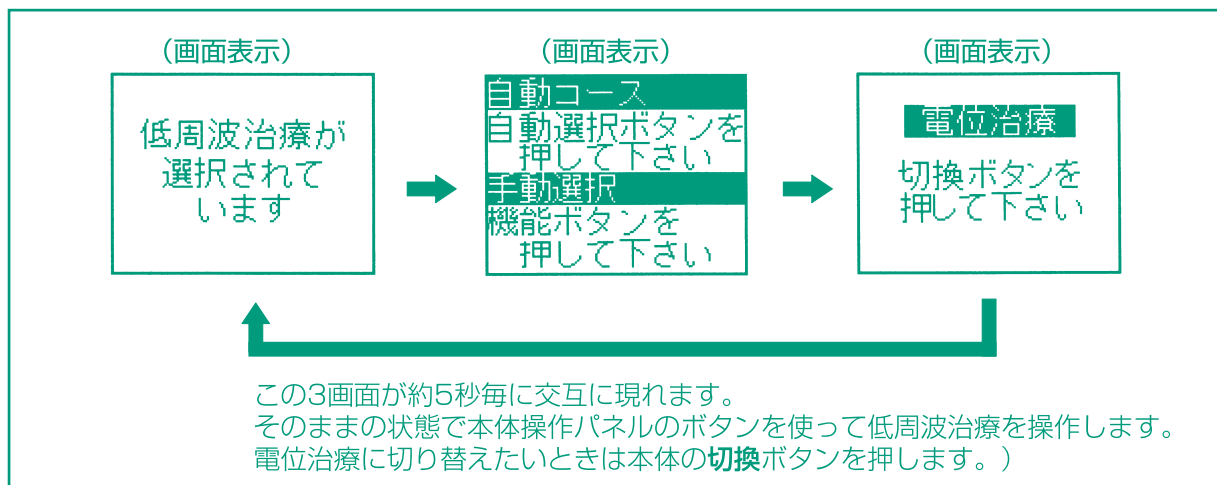 （画面表示）
低周波治療が
選択されて
います
（画面表示）
自動コース
自動選択ボタンを
押して下さい
手動選択
機能ボタンを
押して下さい
（画面表示）
電位治療
切換ボタンを
押して下さい
この3画面が約5秒毎に交互に現れます。
そのままの状態で本体操作パネルのボタンを使って低周波治療を操作します。
電位治療に切り替えたいときは本体の切換ボタンを押します。）